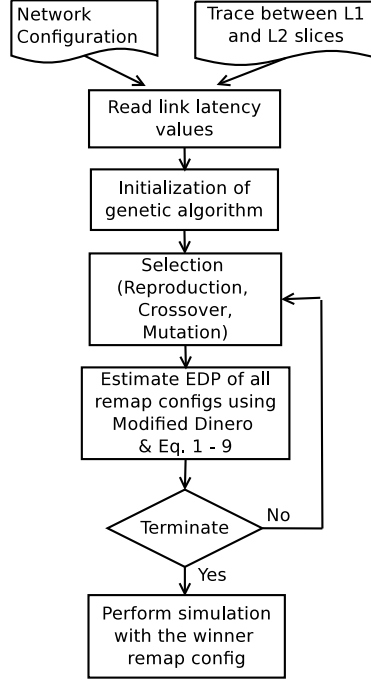 Network
Configuration
Trace between L1
and L2 slices
Read link latency
values
Initialization of
genetic algorithm
Selection
(Reproduction,
Crossover,
Mutation)
Estimate EDP of all
remap configs using
Modified Dinero
& Eq. 1 - 9
Terminate
No
Yes
Perform simulation
with the winner
remap config